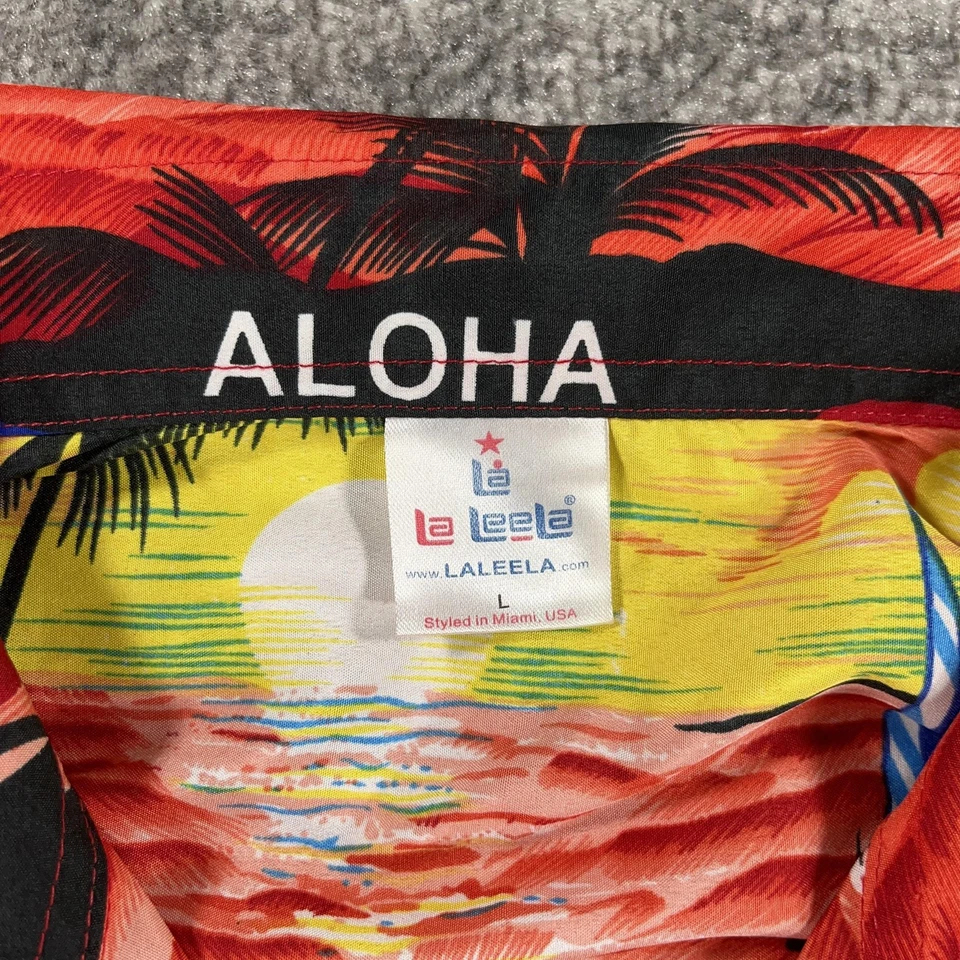 ALOHA
La
La Leela®
www.LALEELA.com
L
Styled in Miami, USA